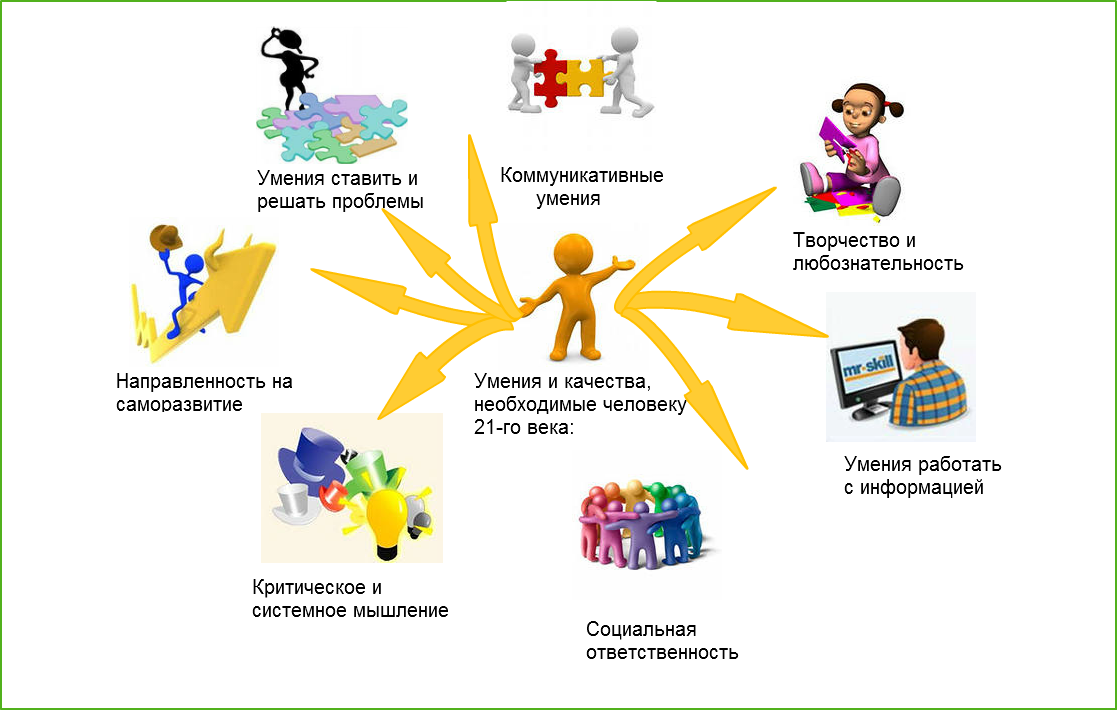 Умения ставить и
решать проблемы
Коммуникативные
умения
Творчество и
любознательность
Направленность на
саморазвитие
Умения и качества,
необходимые человеку
21-го века:
mr-skill
Умения работать
с информацией
Критическое и
системное мышление
Социальная
ответственность